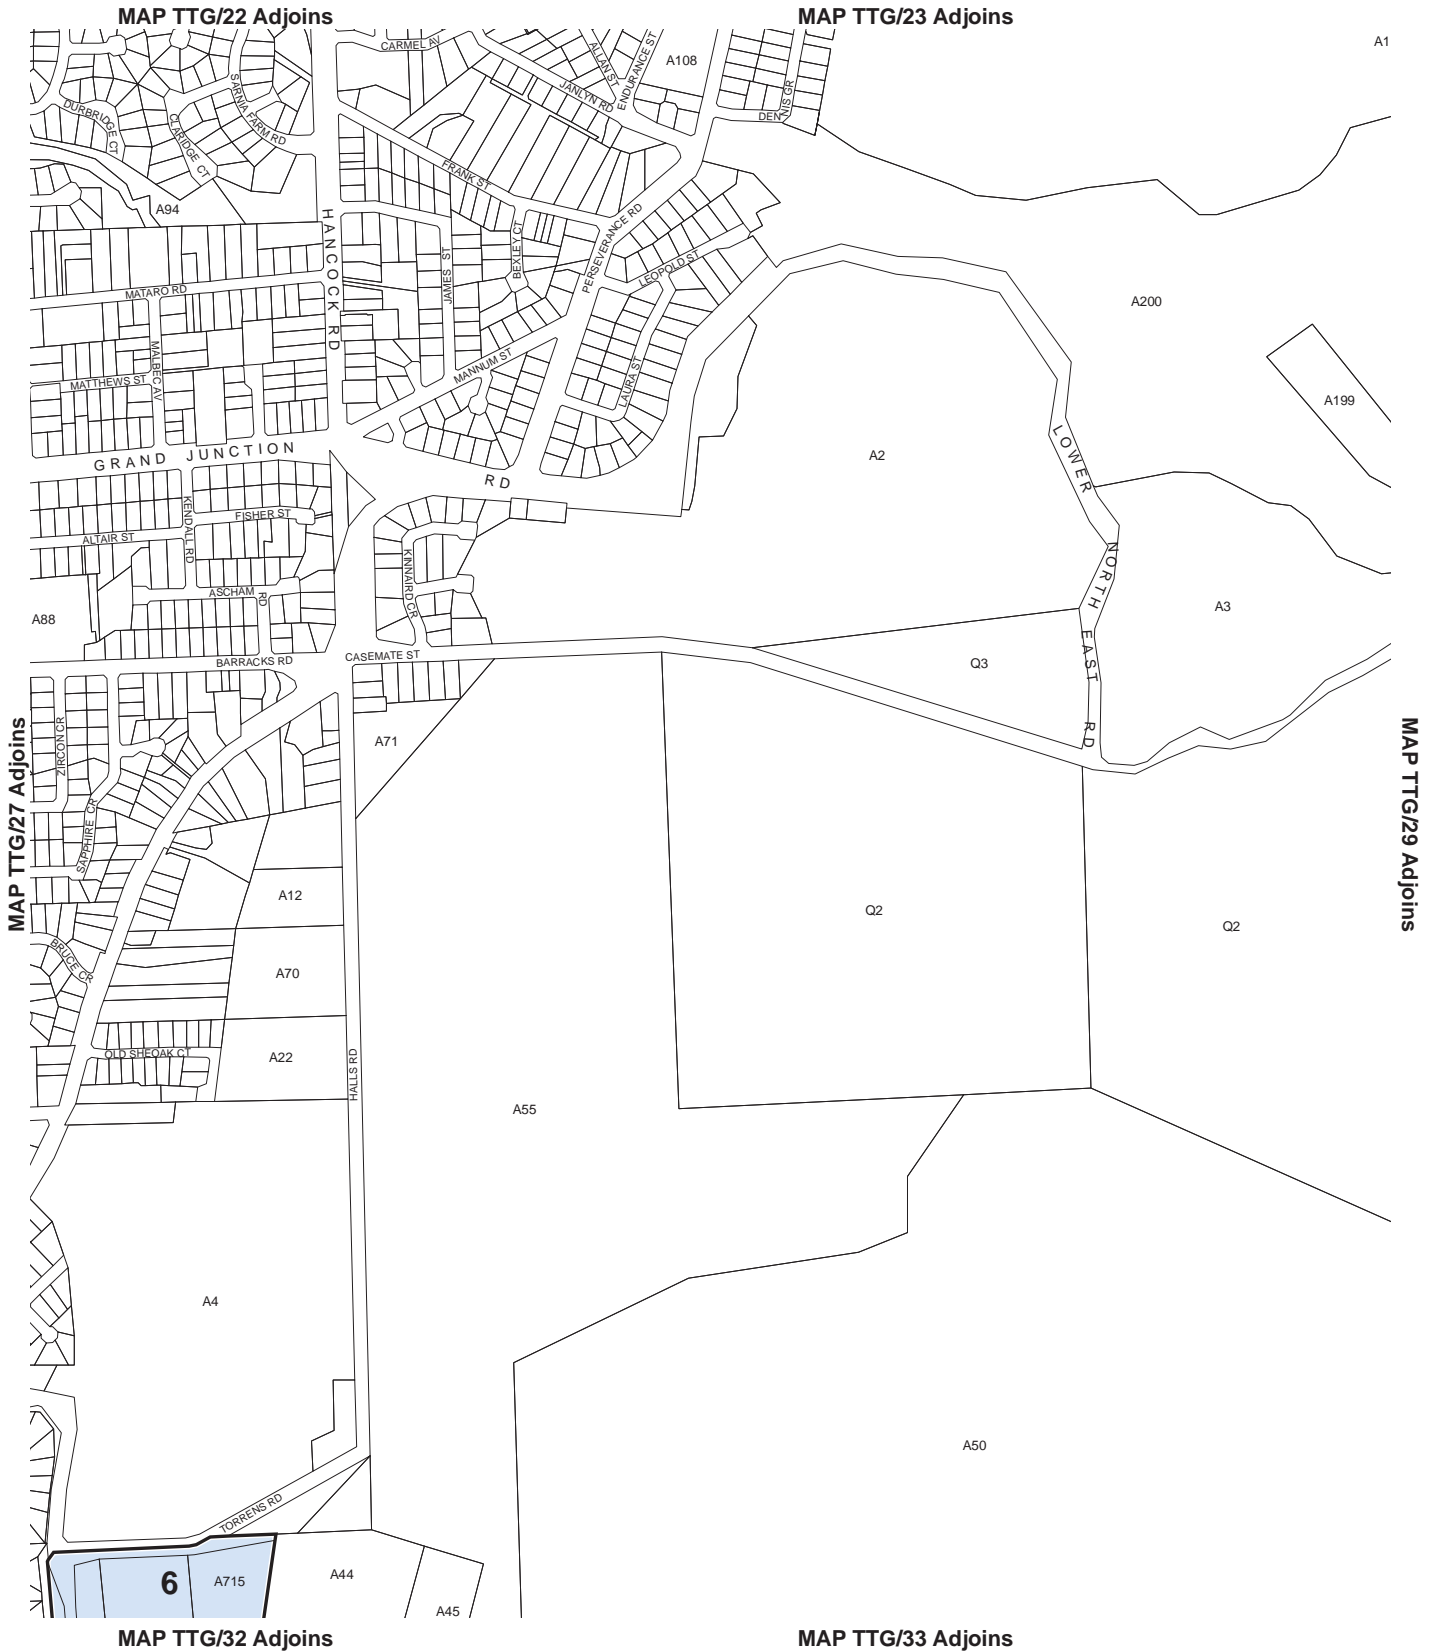 MAP TTG/22 Adjoins
MAP TTG/23 Adjoins
CARMEL AV
ALLAN ST
ENDURANCE ST
A108
A1
SARNIA FARM RD
JANLYN RD
DENNIS GR
DURBRIDGE CT
CLARIDGE CT
FRANK ST
A94
HANCOCK RD
BEXLEY CT
PERSEVERANCE RD
JAMES ST
LEOPOLD ST
MATARO RD
A200
MALBEC AV
MATTHEWS ST
MANNUM ST
LAURA ST
A199
GRAND JUNCTION RD
A2
LOWER NORTH EAST RD
KENDALL RD
FISHER ST
ALTAIR ST
KINNAIRD CR
ASCHAM RD
A88
A3
BARRACKS RD
CASEMATE ST
Q3
ZIRCON CR
A71
MAP TTG/27 Adjoins
MAP TTG/29 Adjoins
SAPPHIRE CR
A12
Q2
Q2
BRUCE CR
A70
OLD SHEOAK CT
A22
HALLS RD
A55
A4
A50
TORRENS RD
6
A715
A44
A45
MAP TTG/32 Adjoins
MAP TTG/33 Adjoins